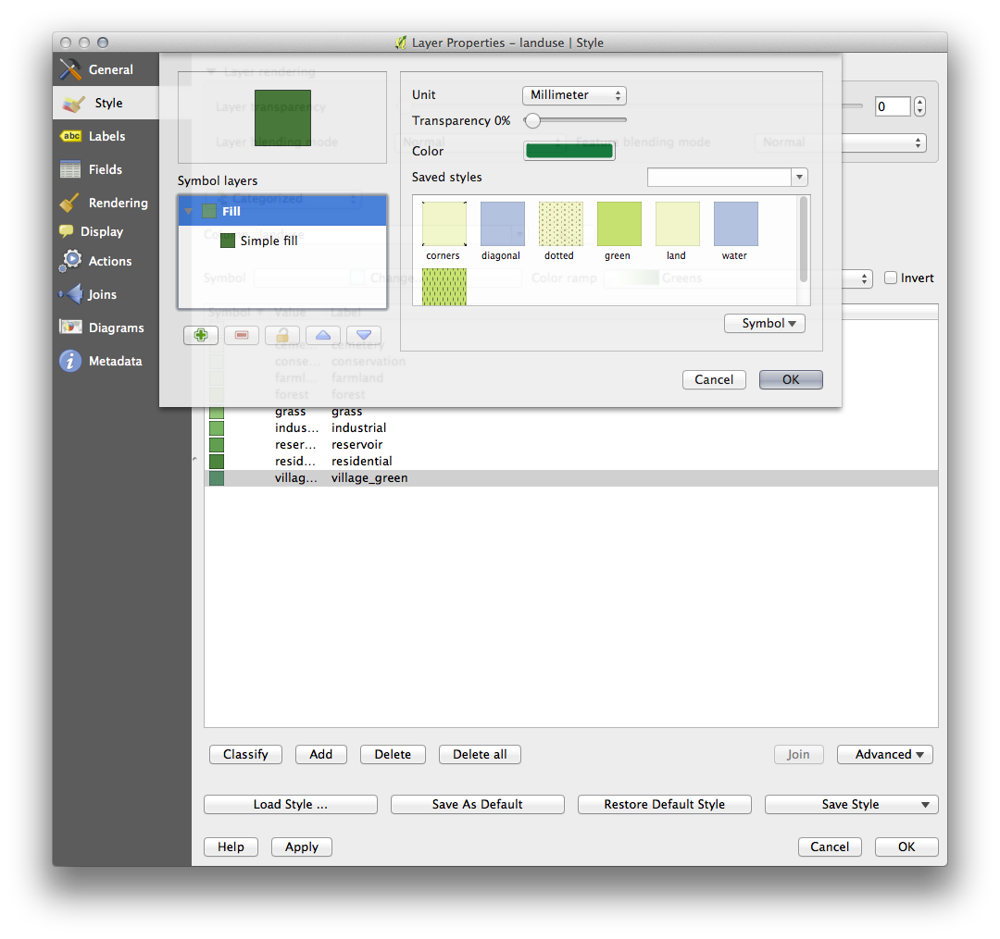 Layer Properties – landuse | Style
General
Style
Labels
Fields
Rendering
Display
Actions
Joins
Diagrams
Metadata
abc
Layer rendering
Layer transparency
0
Layer blending mode
Normal
Feature blending mode
Normal
Unit
Millimeter
Transparency 0%
Color
Saved styles
Symbol layers
Categorized
Fill
Simple fill
corners
diagonal
dotted
green
land
water
Symbol
Change
Color ramp
Greens
Invert
Symbol
Value
Label
Symbol
Cancel
OK
ceme...
cemetery
conse...
conservation
farml...
farmland
forest
forest
grass
grass
indus...
industrial
reser...
reservoir
resid...
residential
villag...
village_green
Classify
Add
Delete
Delete all
Join
Advanced
Load Style ...
Save As Default
Restore Default Style
Save Style
Help
Apply
Cancel
OK